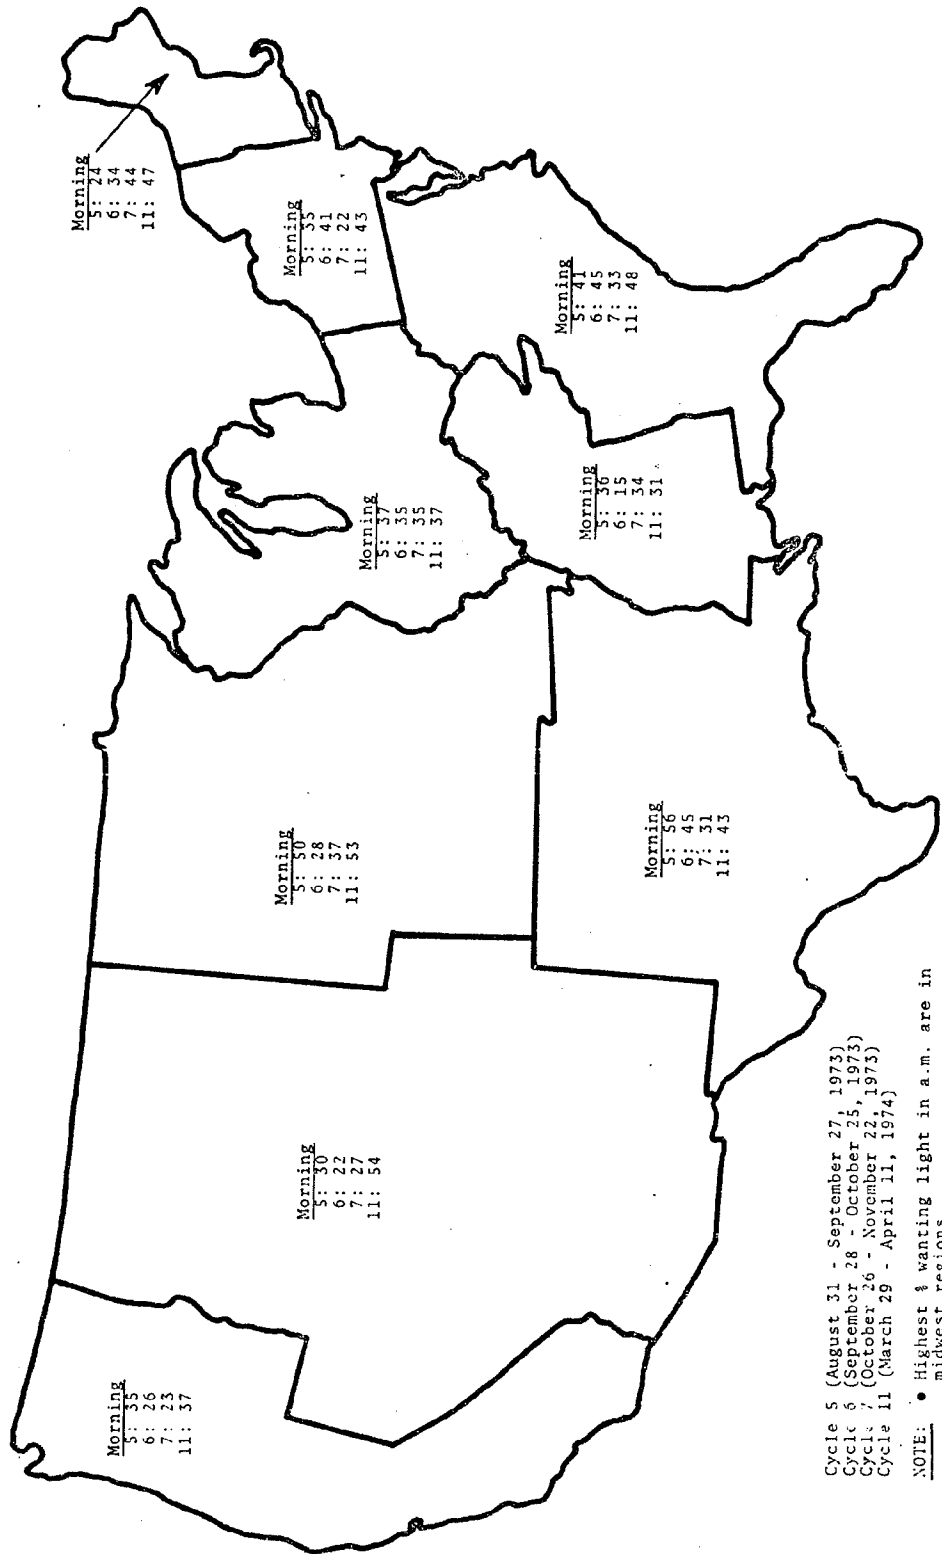 Morning
5: 35
6: 26
7: 23
11: 37
Morning
5: 30
6: 22
7: 27
11: 54
Morning
5: 50
6: 28
7: 37
11: 53
Morning
5: 56
6: 45
7: 31
11: 43
Morning
5: 37
6: 35
7: 35
11: 37
Morning
5: 36
6: 15
7: 34
11: 31
Morning
5: 41
6: 45
7: 33
11: 48
Morning
5: 35
6: 41
7: 22
11: 43
Morning
5: 24
6: 34
7: 44
11: 47
Cycle 5 (August 31 - September 27, 1973)
Cycle 6 (September 28 - October 25, 1973)
Cycle 7 (October 26 - November 22, 1973)
Cycle 11 (March 29 - April 11, 1974)
NOTE: • Highest % wanting light in a.m. are in
midwest regions